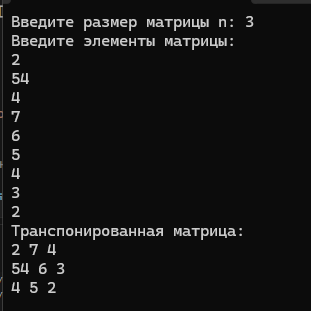 Введите размер матрицы n: 3
Введите элементы матрицы:
2
54
4
7
6
5
4
3
2
Транспонированная матрица:
2 7 4
54 6 3
4 5 2